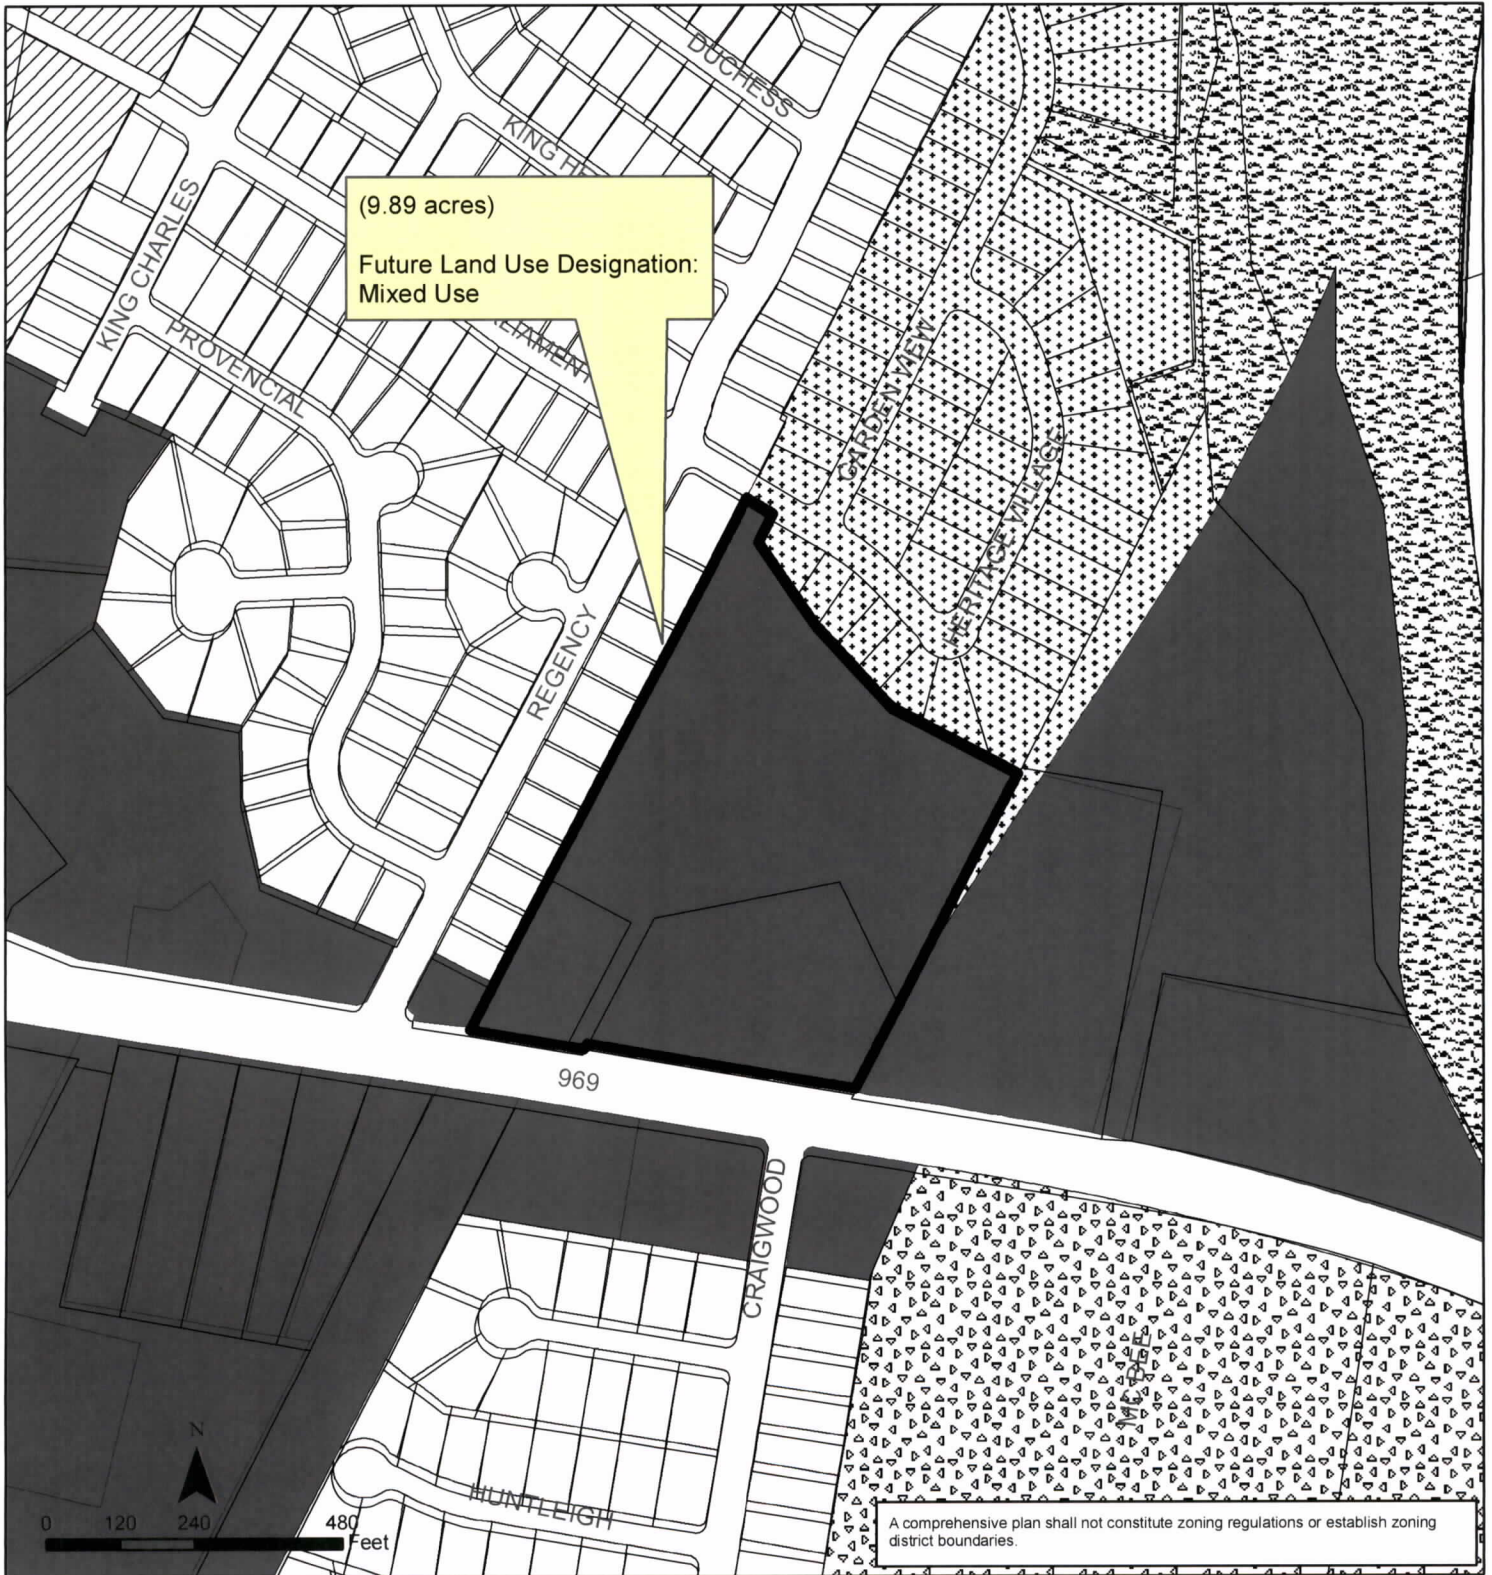 DUCHESS
KING HE
KING CHARLES
(9.89 acres)
Future Land Use Designation:
Mixed Use
PROVENCIAL
GARDEN VIEW
HERITAGE VILLAGE
REGENCY
969
CRAIGWOOD
HUNTLEIGH
N
0 120 240 480
Feet
A comprehensive plan shall not constitute zoning regulations or establish zoning
district boundaries.